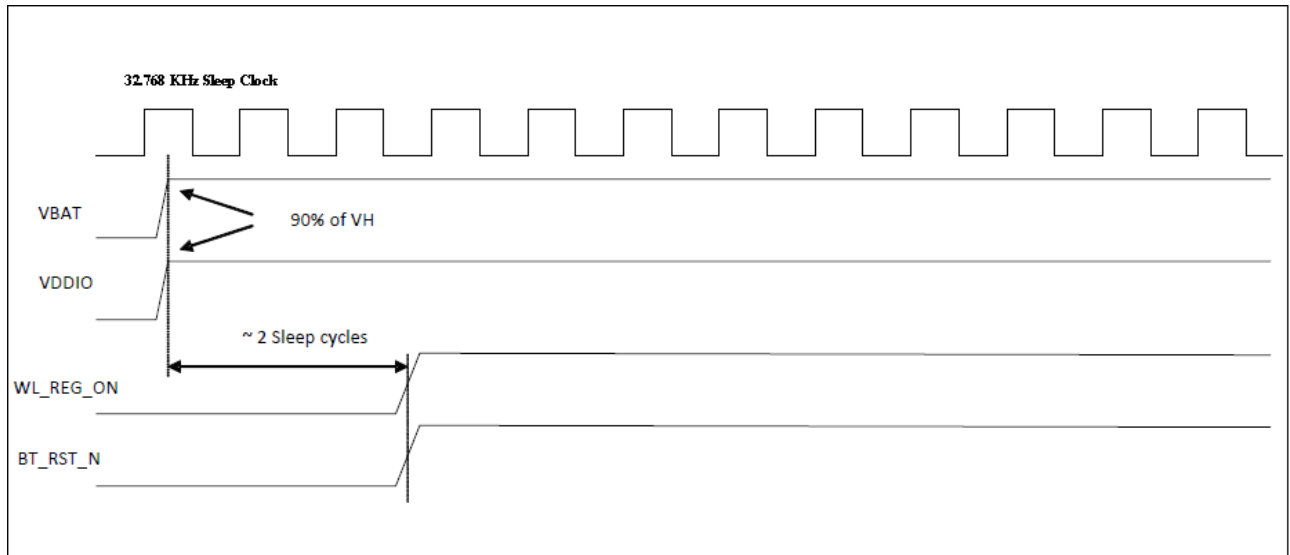 32.768 KHz Sleep Clock
VBAT
90% of VH
VDDIO
~ 2 Sleep cycles
WL_REG_ON
BT_RST_N